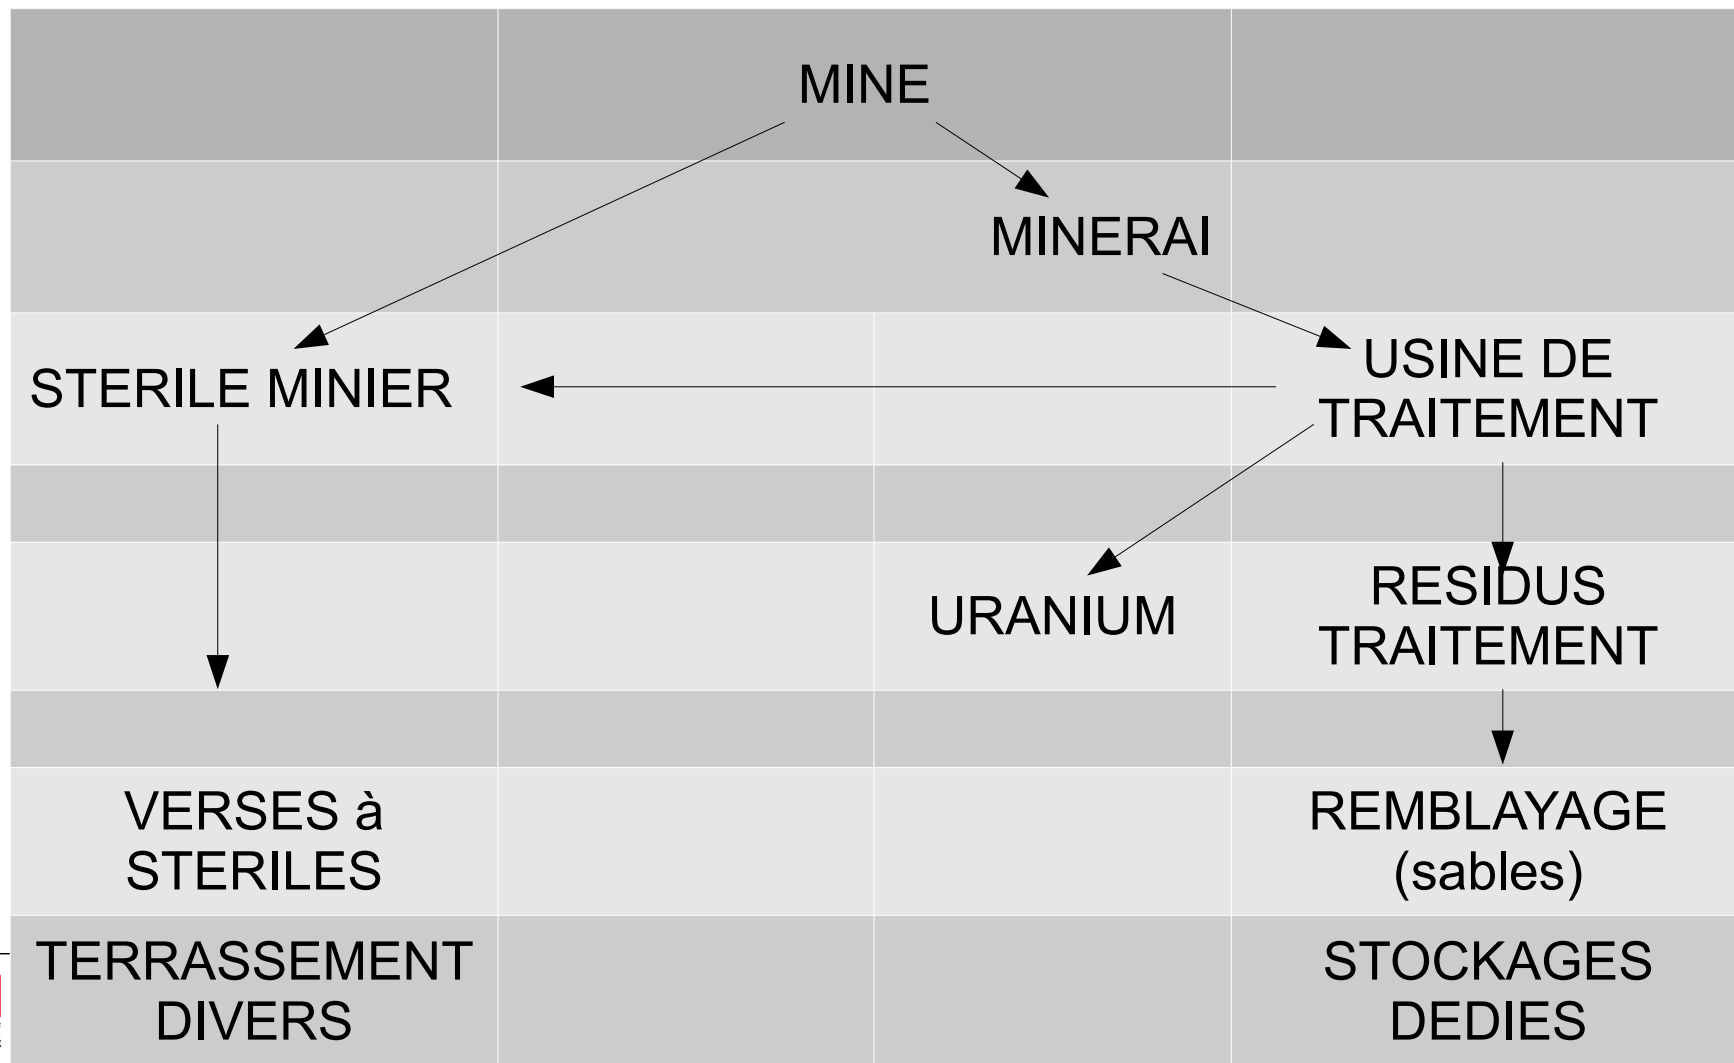 MINE
MINERAI
STERILE MINIER
USINE DE
TRAITEMENT
URANIUM
RESIDUS
TRAITEMENT
VERSES à
STERILES
REMBLAYAGE
(sables)
TERRASSEMENT
DIVERS
STOCKAGES
DEDIES